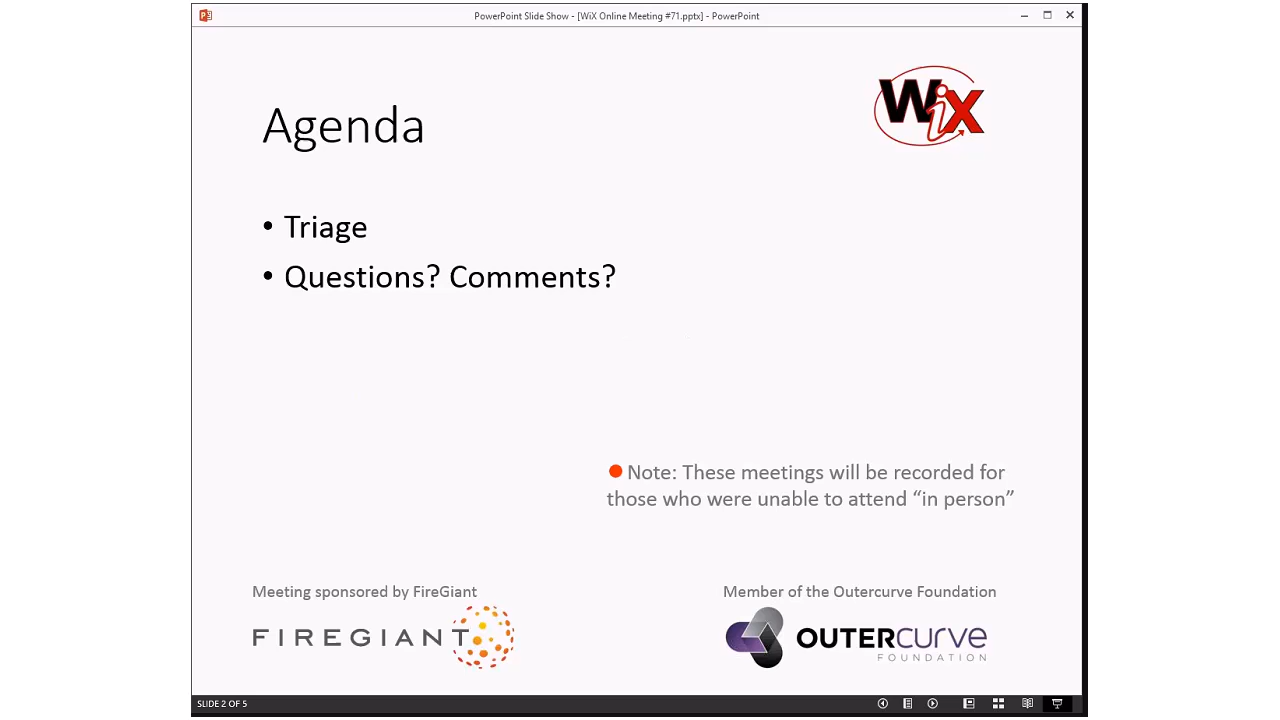 PowerPoint Slide Show - [WiX Online Meeting #71.pptx] - PowerPoint
WiX
Agenda
• Triage
• Questions? Comments?
Note: These meetings will be recorded for
those who were unable to attend “in person”
Meeting sponsored by FireGiant
Member of the Outercurve Foundation
FIREGIANT
OUTERCURVE
FOUNDATION
SLIDE 2 OF 5